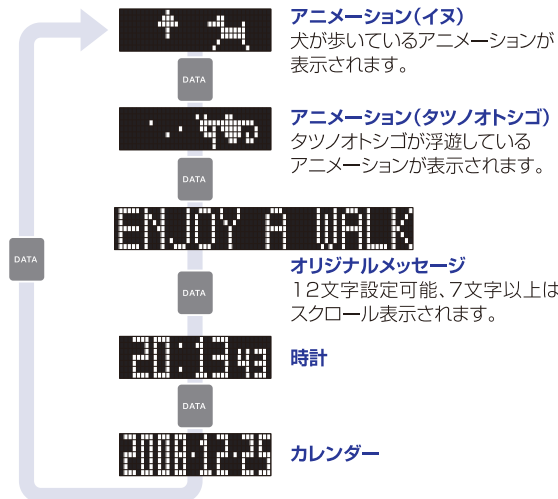 アニメーション(イヌ)
犬が歩いているアニメーションが
表示されます。
DATA
アニメーション(タツノオトシゴ)
タツノオトシゴが浮遊している
アニメーションが表示されます。
DATA
ENJOY A WALK
DATA
オリジナルメッセージ
12文字設定可能、7文字以上は
スクロール表示されます。
DATA
20:13 43
時計
DATA
2008・12・25
カレンダー